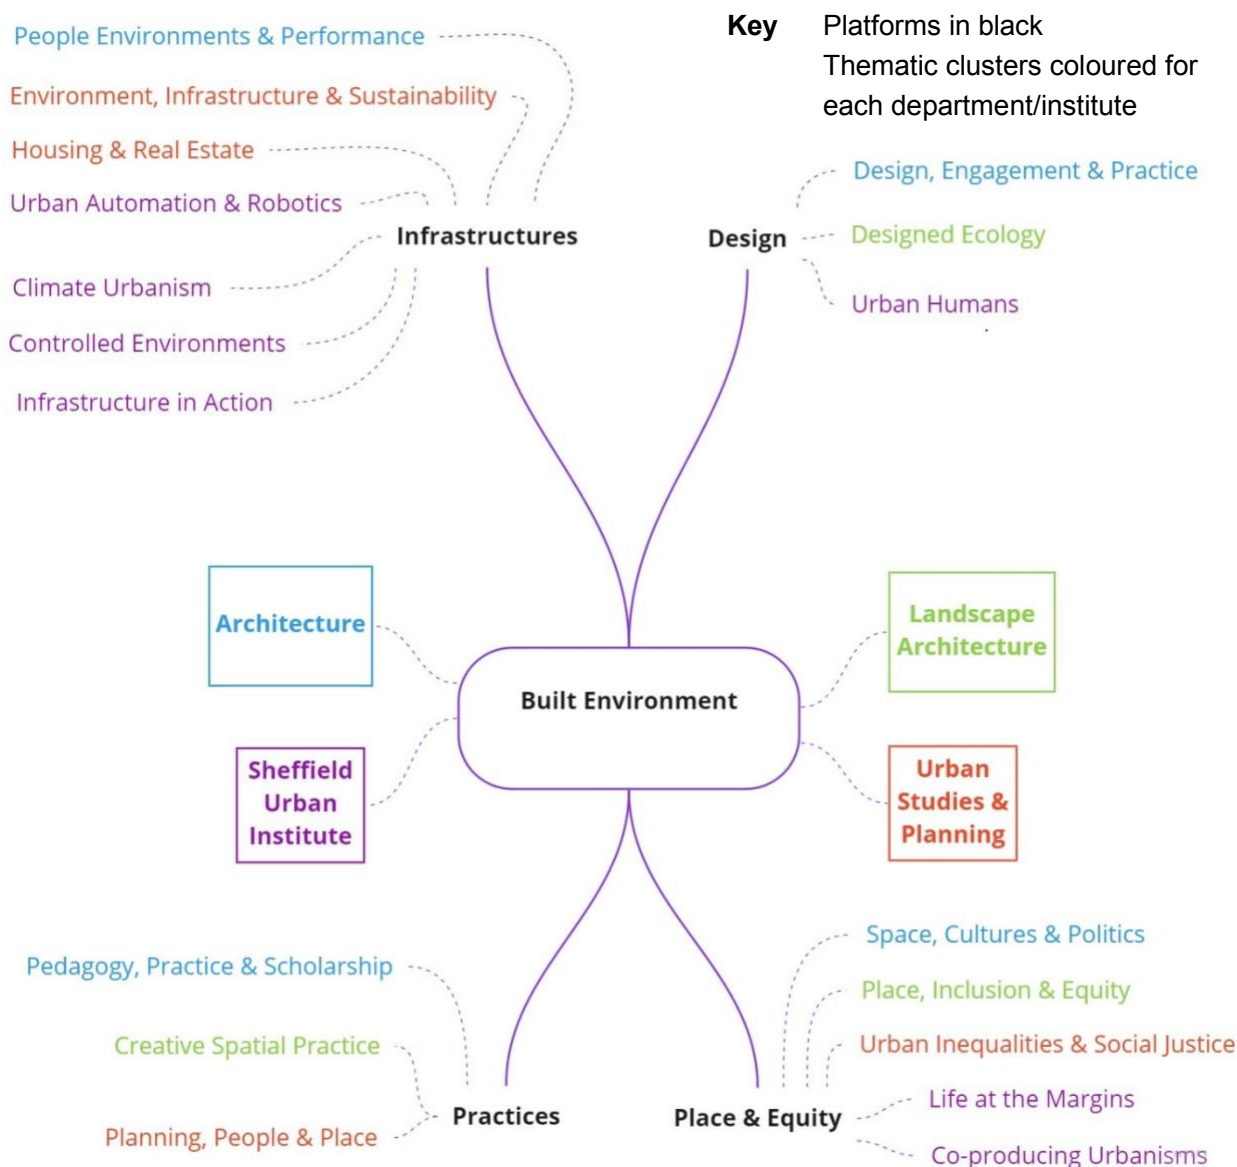 Key Platforms in black
Thematic clusters coloured for
each department/institute
People Environments & Performance
Environment, Infrastructure & Sustainability
Housing & Real Estate
Urban Automation & Robotics
Climate Urbanism
Controlled Environments
Infrastructure in Action
Infrastructures
Design
Design, Engagement & Practice
Designed Ecology
Urban Humans
Architecture
Landscape
Architecture
Built Environment
Sheffield
Urban
Institute
Urban
Studies &
Planning
Pedagogy, Practice & Scholarship
Creative Spatial Practice
Planning, People & Place
Practices
Place & Equity
Space, Cultures & Politics
Place, Inclusion & Equity
Urban Inequalities & Social Justice
Life at the Margins
Co-producing Urbanisms